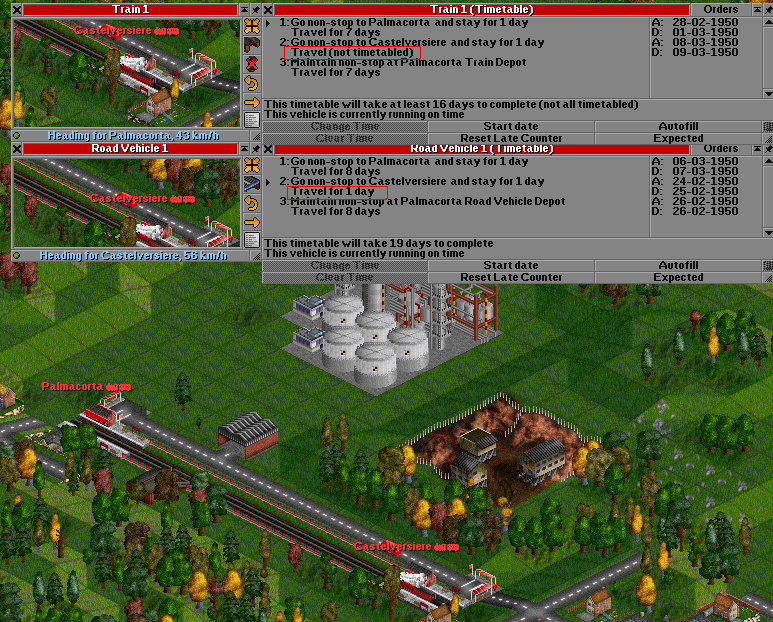 Train 1
Train 1 (Timetable)
Orders
Castelversiere
1: Go non-stop to Palmacorta and stay for 1 day
Travel for 7 days
2: Go non-stop to Castelversiere and stay for 1 day
Travel (not timetabled)
3: Maintain non-stop at Palmacorta Train Depot
Travel for 7 days
A: 28-02-1950
D: 01-03-1950
A: 08-03-1950
D: 09-03-1950
This timetable will take at least 16 days to complete (not all timetabled)
This vehicle is currently running on time
Change Time
Start date
Autofill
Clear Time
Reset Late Counter
Expected
Heading for Palmacorta, 43 km/h
Road Vehicle 1
Road Vehicle 1 (Timetable)
Orders
Castelversiere
1: Go non-stop to Palmacorta and stay for 1 day
Travel for 8 days
2: Go non-stop to Castelversiere and stay for 1 day
Travel for 1 day
3: Maintain non-stop at Palmacorta Road Vehicle Depot
Travel for 8 days
A: 06-03-1950
D: 07-03-1950
A: 24-02-1950
D: 25-02-1950
A: 26-02-1950
D: 26-02-1950
This timetable will take 19 days to complete
This vehicle is currently running on time
Change Time
Start date
Autofill
Clear Time
Reset Late Counter
Expected
Heading for Castelversiere, 56 km/h
Palmacorta
Castelversiere